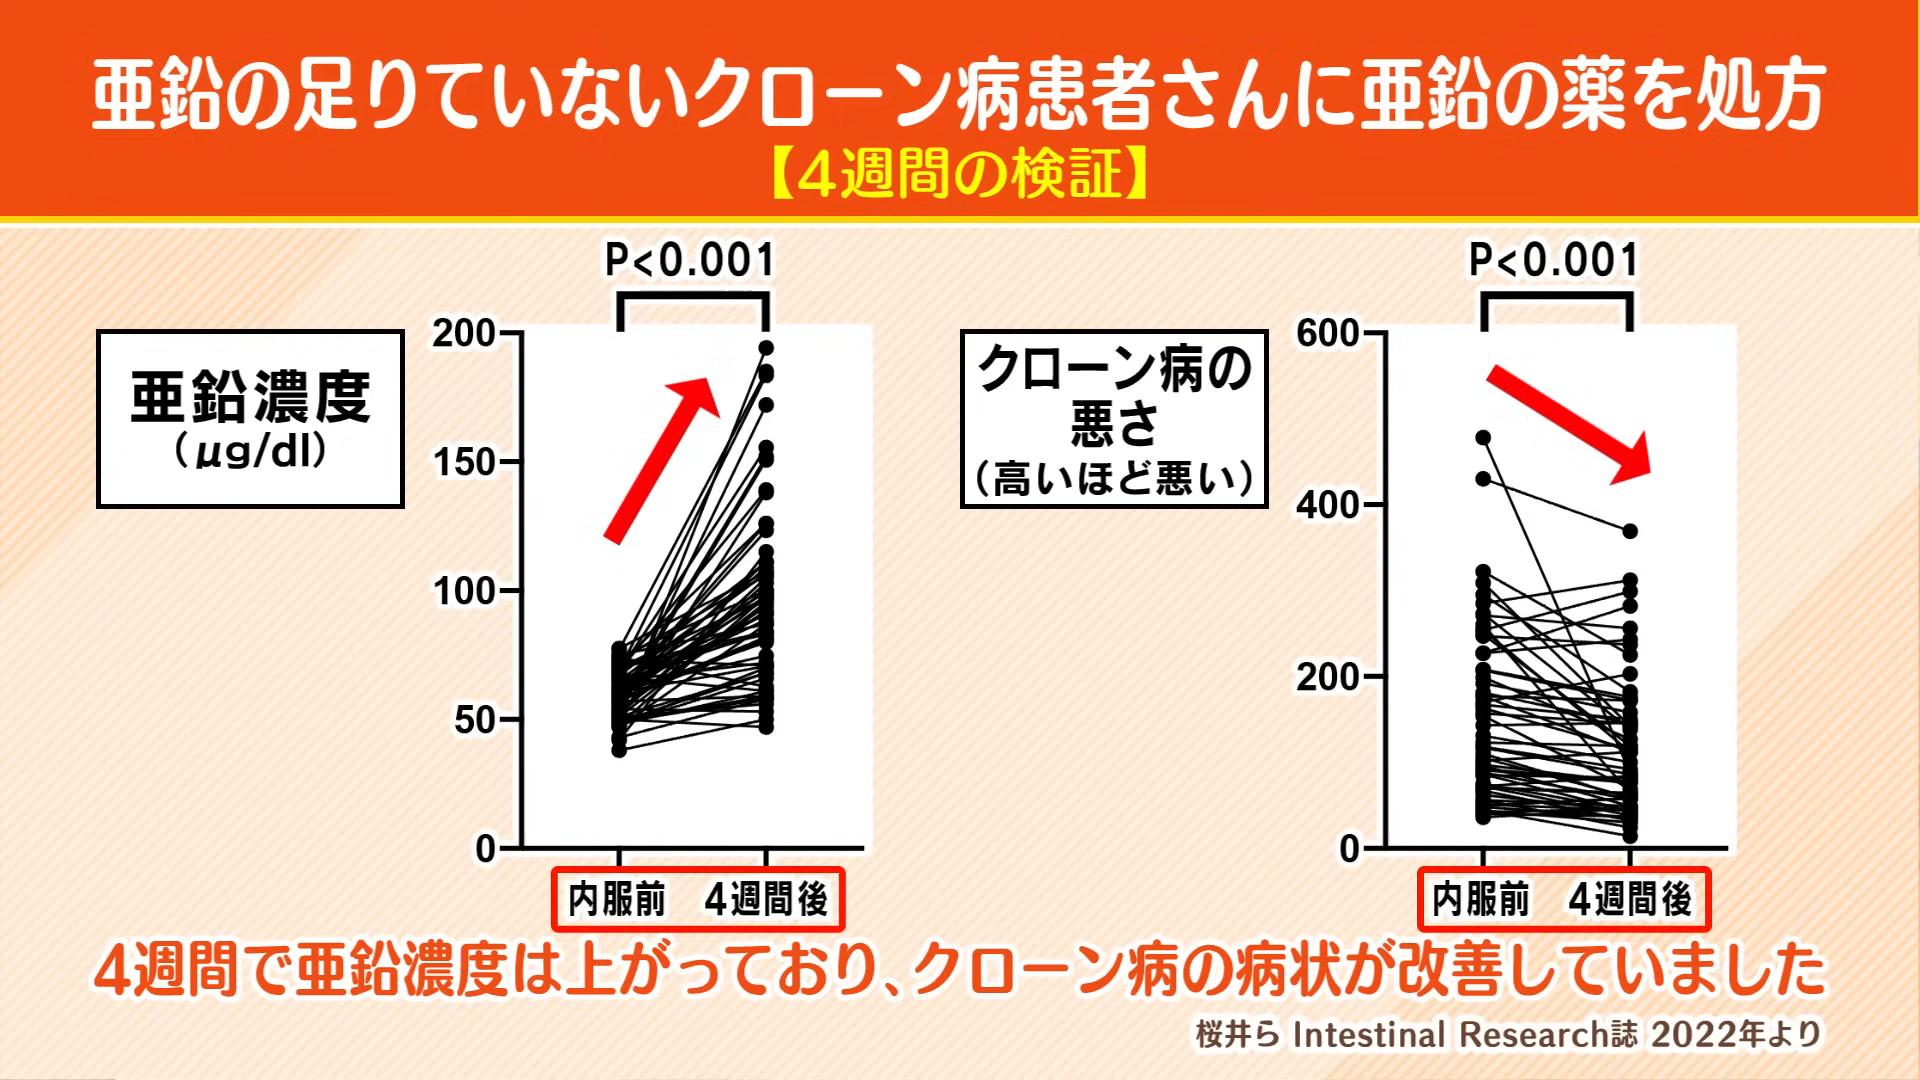 亜鉛の足りていないクローン病患者さんに亜鉛の薬を処方
【4週間の検証】
P<0.001
亜鉛濃度
（μg/dl）
200
150
100
50
0
内服前 4週間後
P<0.001
クローン病の
悪さ
（高いほど悪い）
600
400
200
0
内服前 4週間後
4週間で亜鉛濃度は上がっており、クローン病の病状が改善していました
桜井ら Intestinal Research誌 2022年より